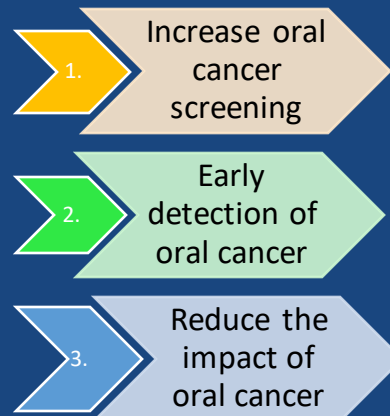 1.
Increase oral
cancer
screening
2.
Early
detection of
oral cancer
3.
Reduce the
impact of
oral cancer